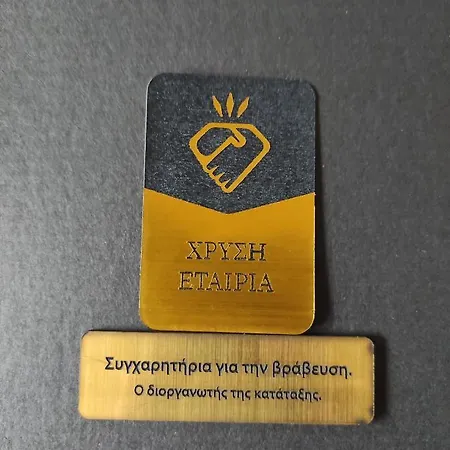 ΧΡΥΣΗ
ΕΤΑΙΡΙΑ
Συγχαρητήρια για την βράβευση.
Ο διοργανωτής της κατάταξης.